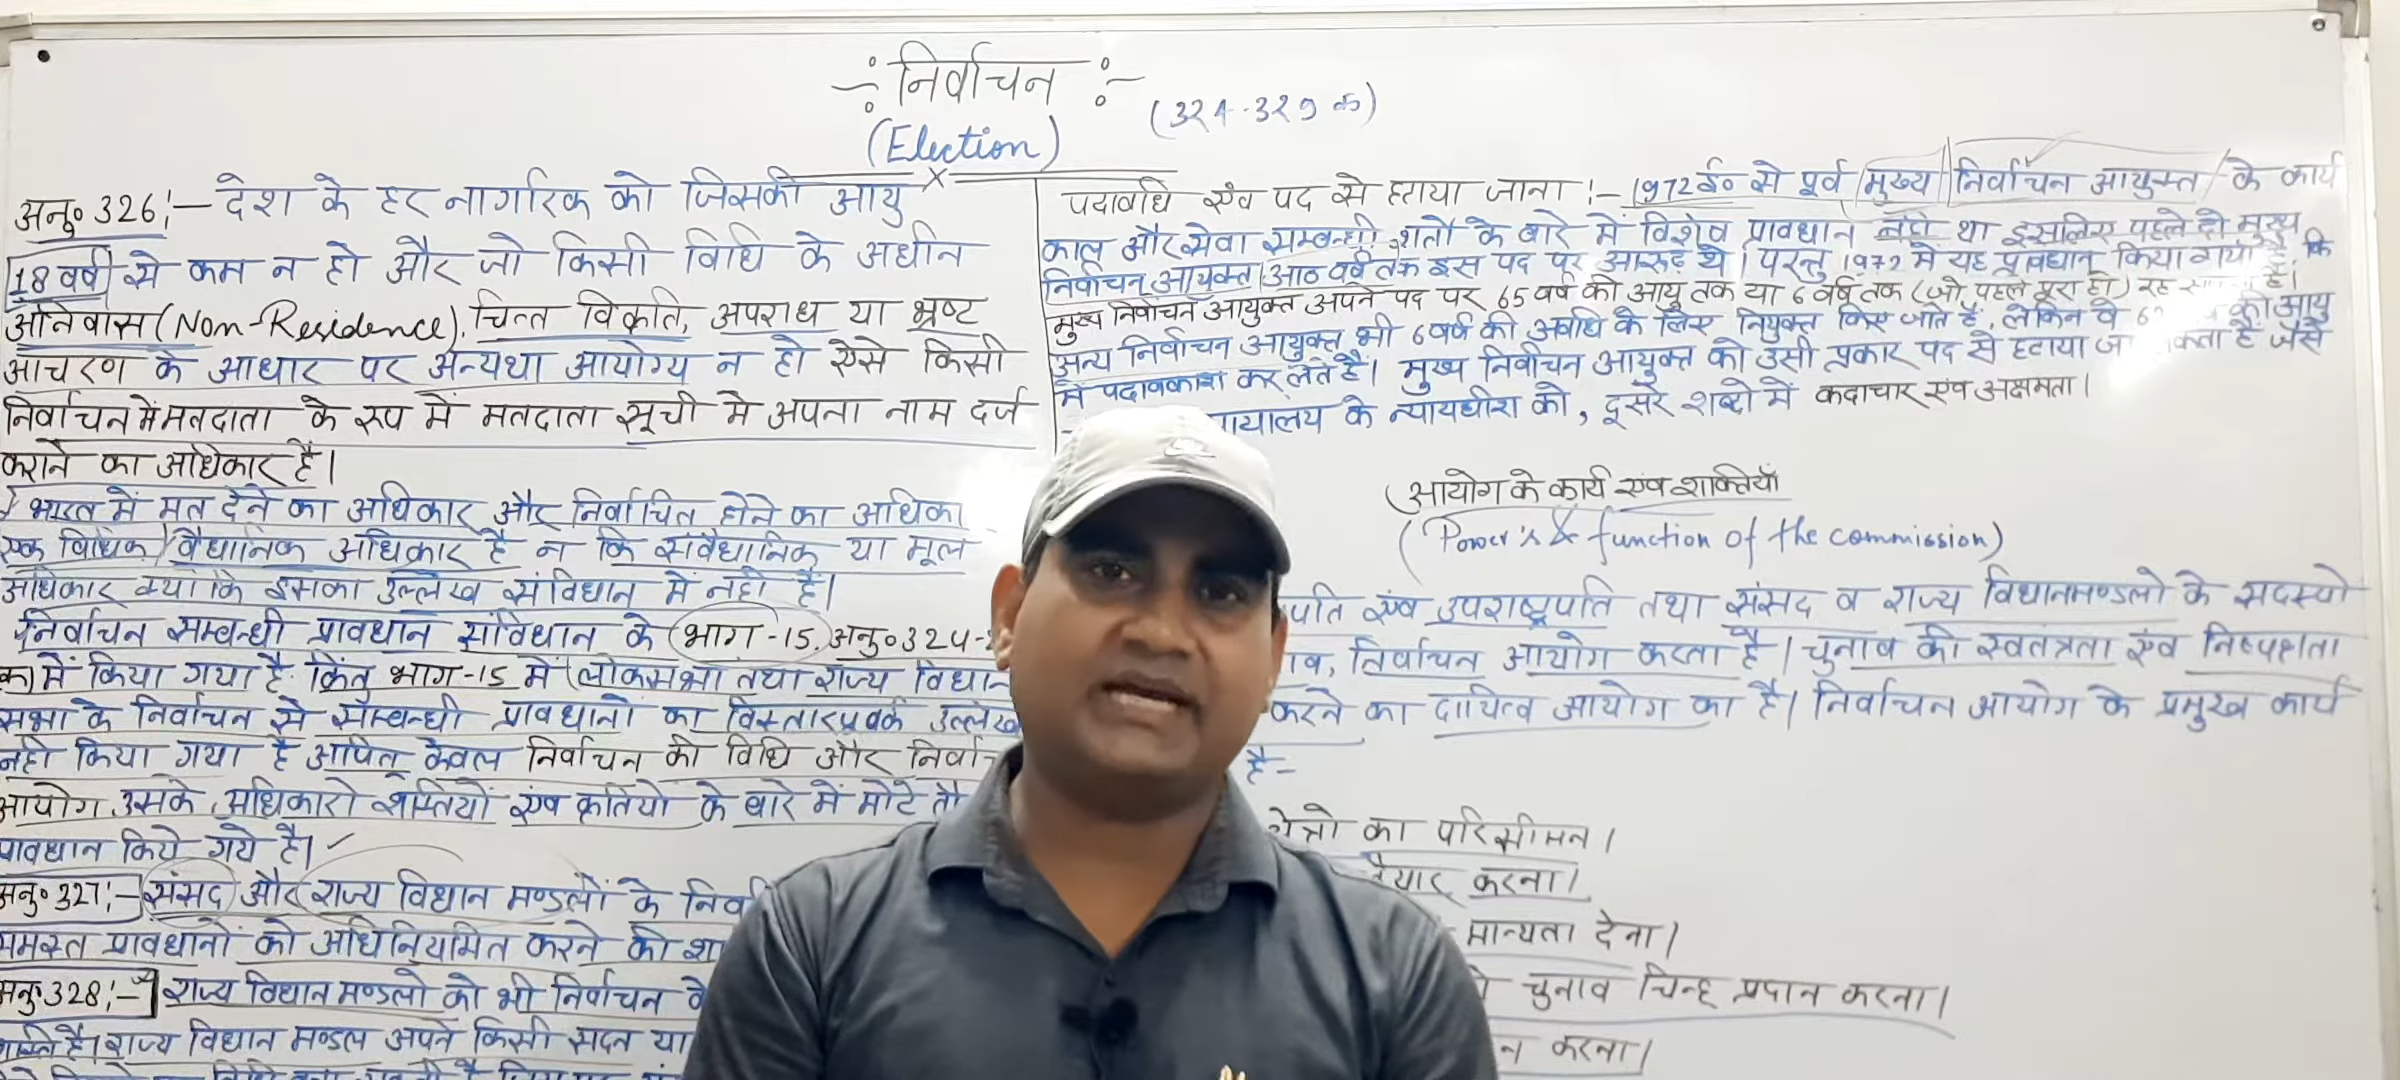 निर्वाचन
(324-329 क)
(Election)
अनु० 326:- देश के हर नागरिक को जिसकी आयु
18 वर्ष से कम न हो और जो किसी विधि के अधीन
अनिवास (Non-Residence), चित्त विकृति, अपराध या भ्रष्ट
आचरण के आधार पर अन्यथा आयोग्य न हो ऐसे किसी
निर्वाचन में मतदाता के रूप में मतदाता सूची मे अपना नाम दर्ज
कराने का अधिकार है।
भारत में मत देने का अधिकार और निर्वाचित होने का
एक विधिक / वैधानिक अधिकार है न कि संवैधानिक या मूल
अधिकार क्यों कि इसका उल्लेख संविधान में नहीं है।
निर्वाचन सम्बन्धी प्रावधान संविधान के भाग-15. अनु० 324-
क) में किया गया है. किंतु भाग-15 में लोकसभा तथा राज्य
सभा के निर्वाचन से सम्बन्धी प्रावधानों का विस्तारपूर्वक उल्लेख
नहीं किया गया है अपितु केवल निर्वाचन की विधि और
आयोग उसके अधिकारो शक्तियों एंव कृतियों के बारे में मोटे
प्रावधान किये गये है।
अनु० 327:- संसद और राज्य विधान मण्डलों के
समस्त प्रावधानों को अधिनियमित करने की
अनु० 328:- राज्य विधान मण्डलो को भी निर्वाचन
राज्य विधान मण्डल अपने किसी सदन या
पदावधि एंव पद से हटाया जाना :- 1972 ई० से पूर्व मुख्य निर्वाचन आयुक्त के कार्य
काल और सेवा सम्बन्धी शर्तो के बारे में विशेष प्रावधान नही था इसलिए पहले दो मुख्य
निर्वाचन आयुक्त आठ वर्ष तक इस पद पर आरुढ़ थे। परन्तु 1972 में यह प्रावधान किया गया है. कि
मुख्य निर्वाचन आयुक्त अपने पद पर 65 वर्ष की आयु तक या 6 वर्ष तक (जो पहले पूरा हो) रह है।
अन्य निर्वाचन आयुक्त भी 6 वर्ष की अवधि के लिए नियुक्त किए जाते है, लेकिन वे की आयु
में पदावकाश कर लेते है। मुख्य निर्वाचन आयुक्त को उसी प्रकार पद से हटाया है जैसे
के न्यायधीश को, दूसरे शब्दो में कदाचार एंव अक्षमता।
आयोग के कार्य एंव शक्तियाँ
(Power's & function of the commission)
एंव उपराष्ट्रपति तथा संसद व राज्य विधानमण्डलो के सदस्यो
निर्वाचन आयोग करता है। चुनाव की स्वतंत्रता एंव निष्पक्षता
करने का दायित्व आयोग का है। निर्वाचन आयोग के प्रमुख कार्य
है-
का परिसीमन।
तैयार करना।
मान्यता देना।
चुनाव चिन्ह प्रदान करना।
करना।